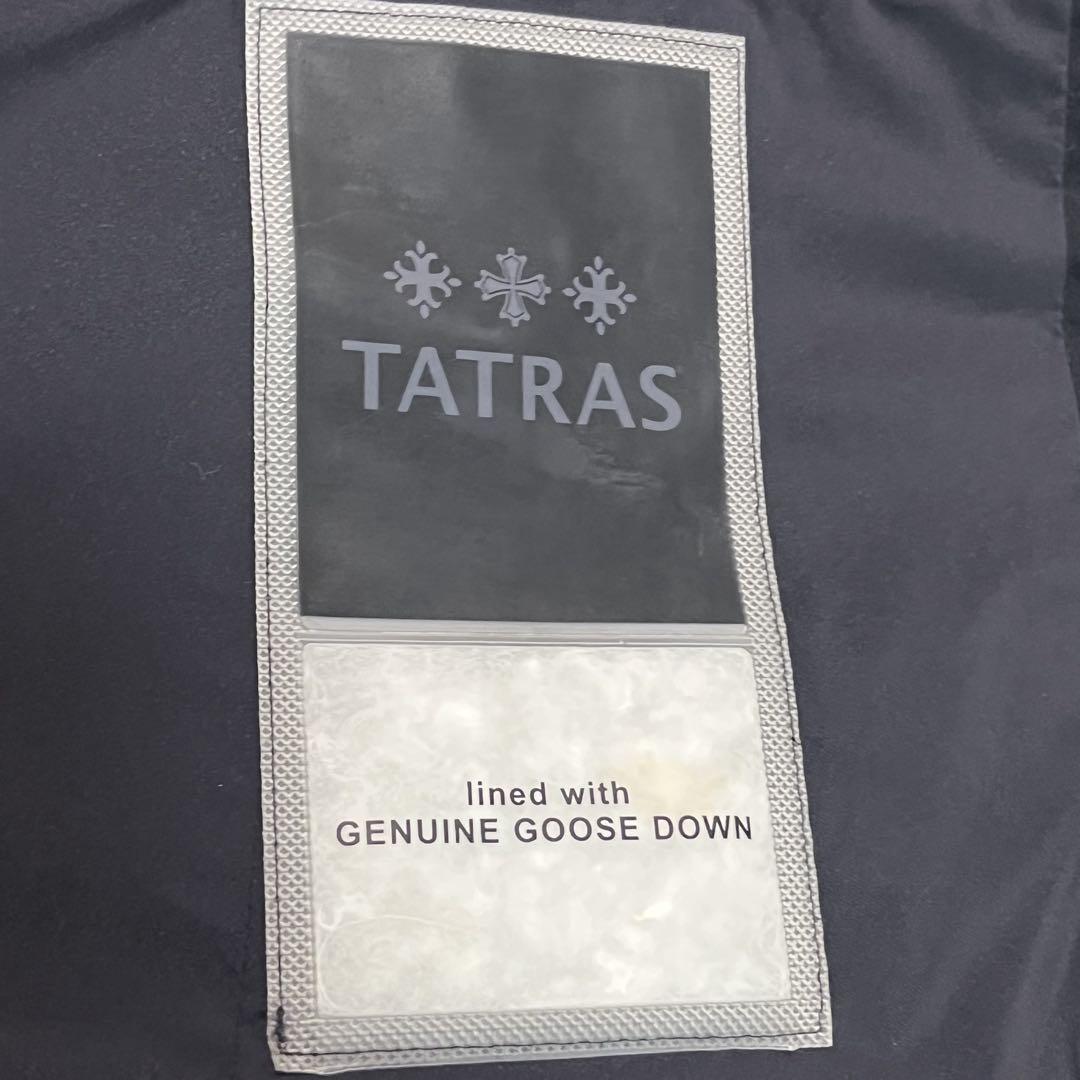 TATRAS
lined with
GENUINE GOOSE DOWN